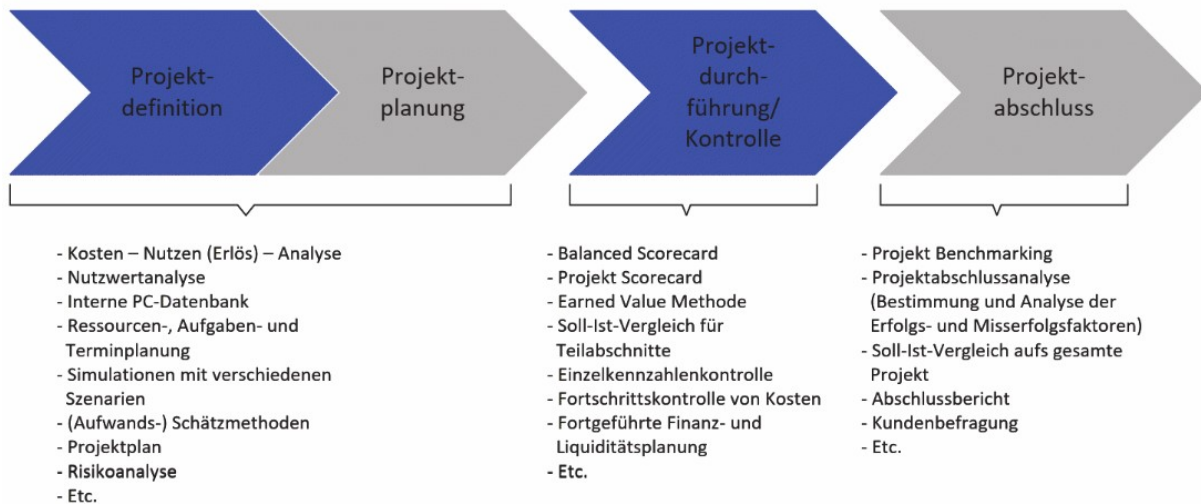 Projekt-
definition
Projekt-
planung
Projekt-
durch-
führung/
Kontrolle
Projekt-
abschluss
- Kosten – Nutzen (Erlös) – Analyse
- Nutzwertanalyse
- Interne PC-Datenbank
- Ressourcen-, Aufgaben- und
Terminplanung
- Simulationen mit verschiedenen
Szenarien
- (Aufwands-) Schätzmethoden
- Projektplan
- Risikoanalyse
- Etc.
- Balanced Scorecard
- Projekt Scorecard
- Earned Value Methode
- Soll-Ist-Vergleich für
Teilabschnitte
- Einzelkennzahlenkontrolle
- Fortschrittskontrolle von Kosten
- Fortgeführte Finanz- und
Liquiditätsplanung
- Etc.
- Projekt Benchmarking
- Projektabschlussanalyse
(Bestimmung und Analyse der
Erfolgs- und Misserfolgsfaktoren)
- Soll-Ist-Vergleich aufs gesamte
Projekt
- Abschlussbericht
- Kundenbefragung
- Etc.